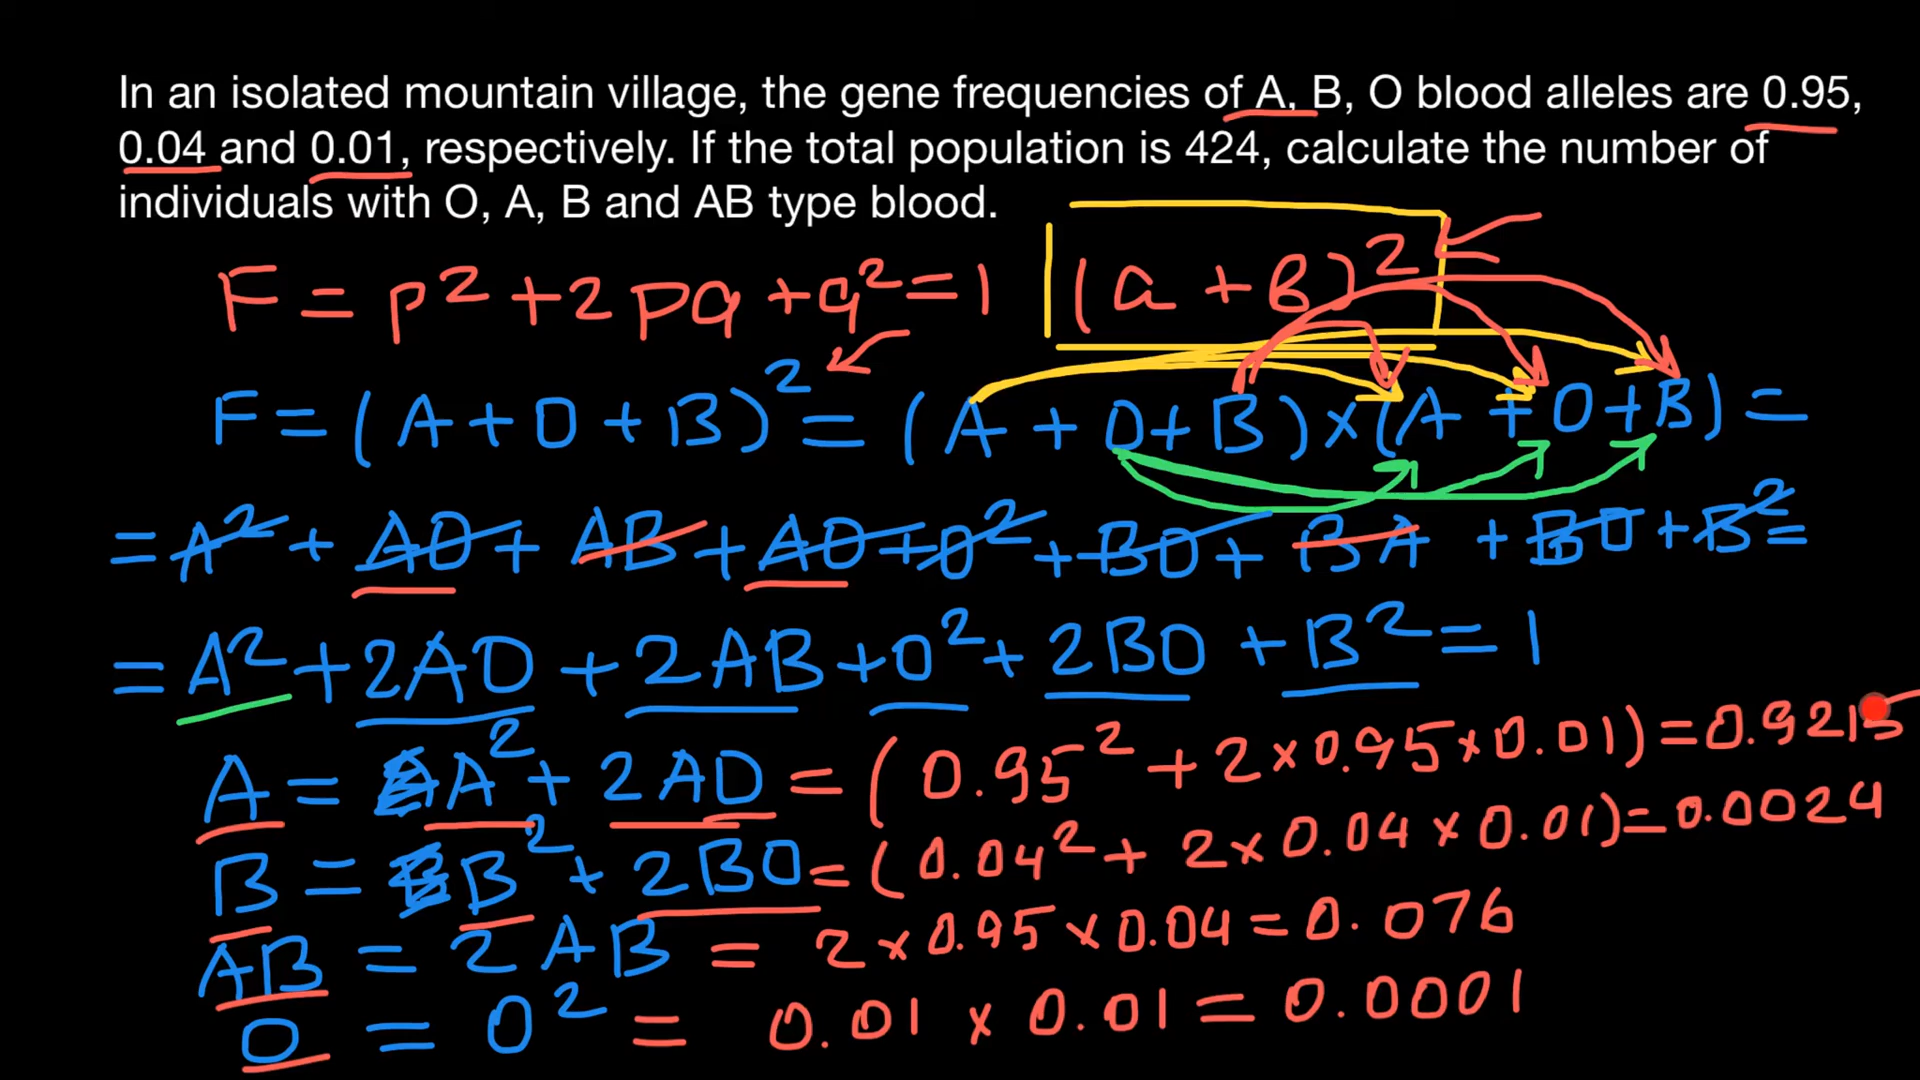 In an isolated mountain village, the gene frequencies of A, B, O blood alleles are 0.95,
0.04 and 0.01, respectively. If the total population is 424, calculate the number of
individuals with O, A, B and AB type blood.
F = p² + 2pq + q² = 1 (a + B)²
F = (A + O + B)² = (A + O + B) × (A + O + B) =
= A² + AO + AB + AO + O² + BO + BA + BO + B² =
= A² + 2AO + 2AB + O² + 2BO + B² = 1
A = A² + 2AO = (0.95² + 2 × 0.95 × 0.01) = 0.9215
B = B² + 2BO = (0.04² + 2 × 0.04 × 0.01) = 0.0024
AB = 2AB = 2 × 0.95 × 0.04 = 0.076
O = O² = 0.01 × 0.01 = 0.0001